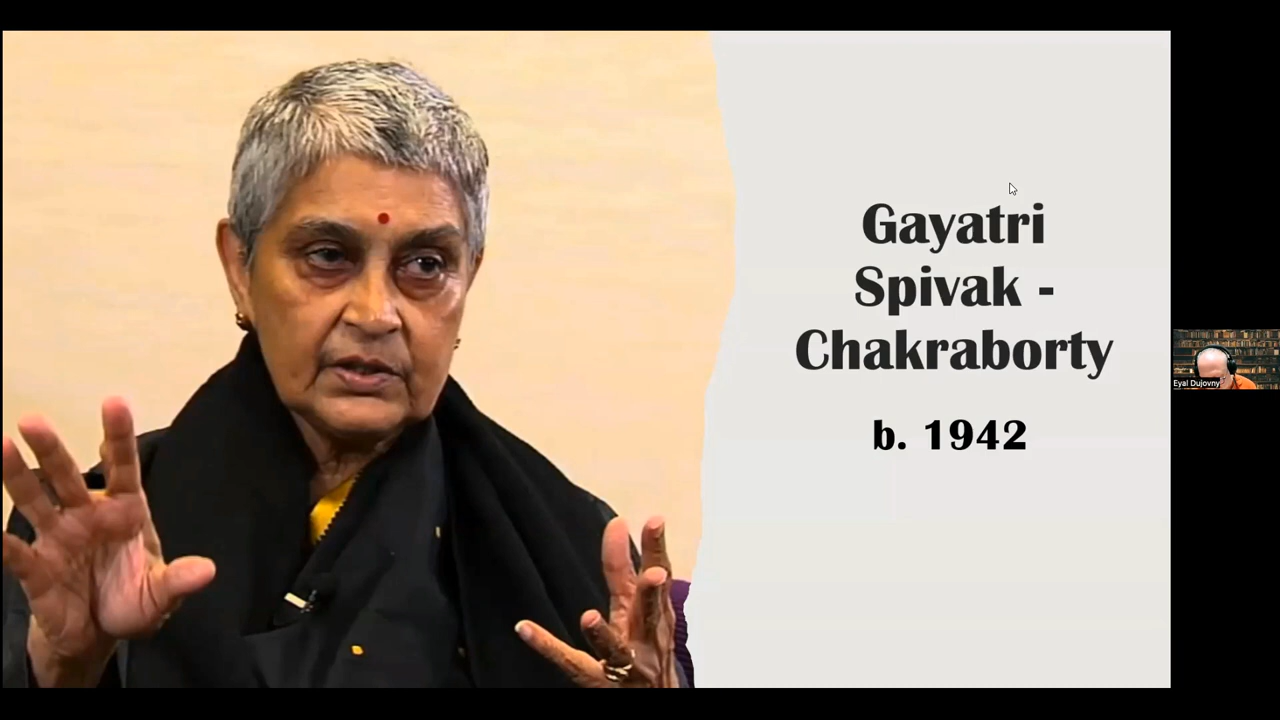 Gayatri
Spivak -
Chakraborty
b. 1942
Eyal Dujovny